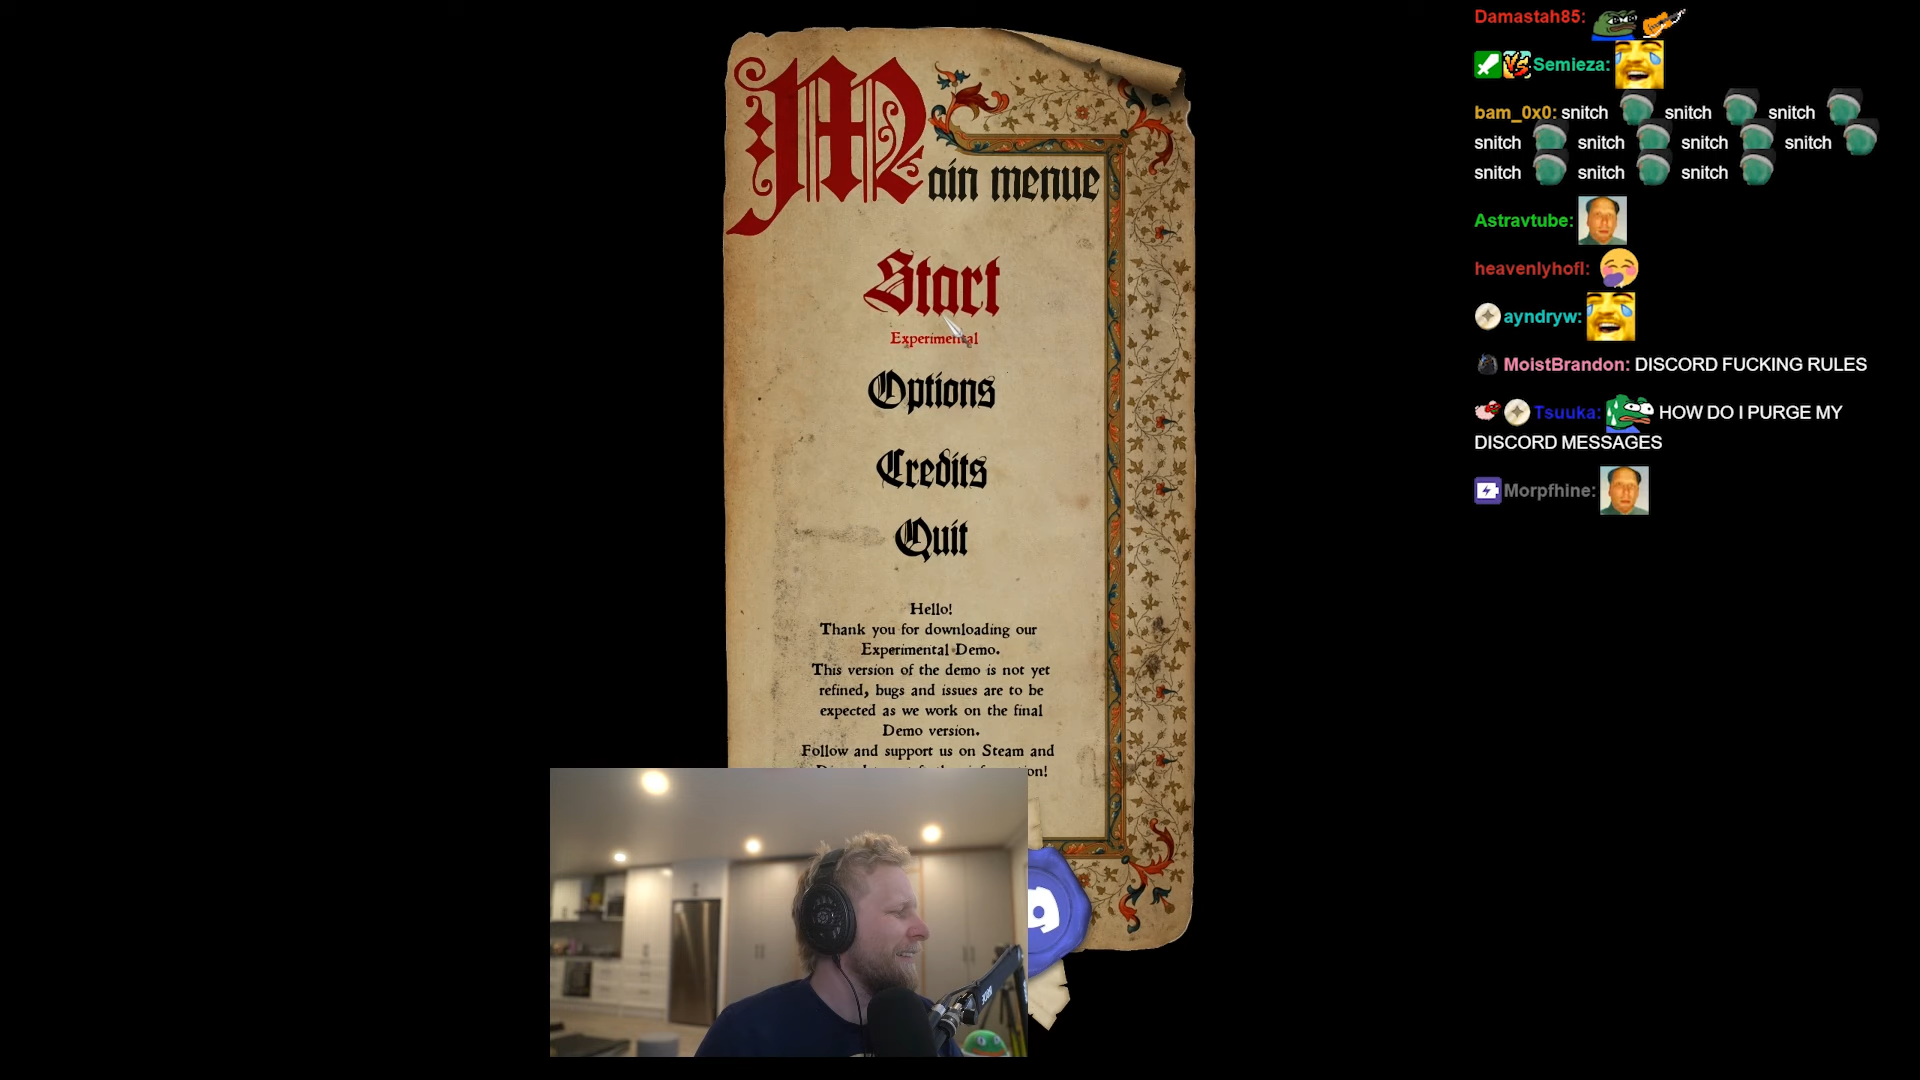 Main menue
Start
Experimental
Options
Credits
Quit
Hello!
Thank you for downloading our
Experimental Demo.
This version of the demo is not yet
refined, bugs and issues are to be
expected as we work on the final
Demo version.
Follow and support us on Steam and
Damastah85:
Semieza:
bam_0x0: snitch snitch snitch
snitch snitch snitch snitch
snitch snitch snitch
Astravtube:
heavenlyhofl:
ayndryw:
MoistBrandon: DISCORD FUCKING RULES
Tsuuka: HOW DO I PURGE MY
DISCORD MESSAGES
Morpfhine: